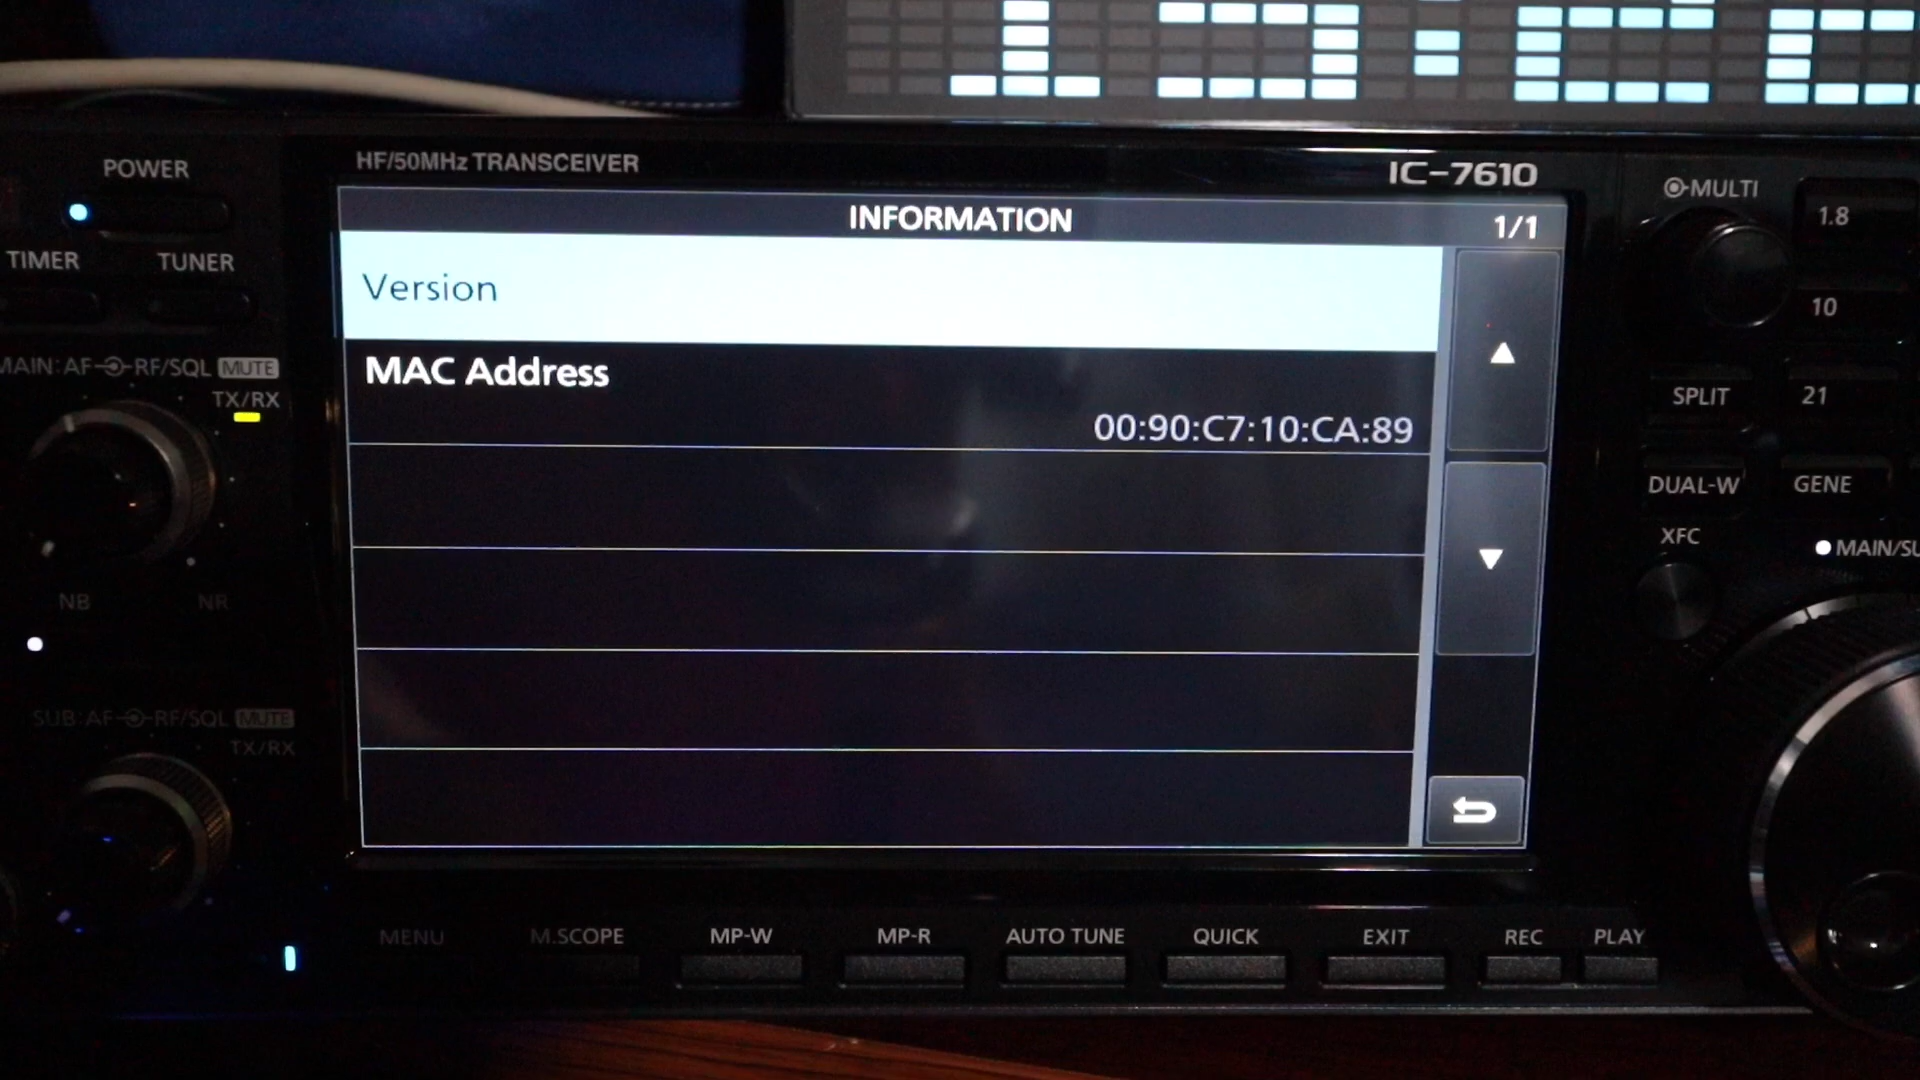 POWER
TIMER TUNER
MAIN:AF RF/SQL MUTE
TX/RX
NB NR
SUB:AF RF/SQL MUTE
TX/RX
HF/50MHz TRANSCEIVER IC-7610
INFORMATION 1/1
Version
MAC Address
00:90:C7:10:CA:89
MENU M.SCOPE MP-W MP-R AUTO TUNE QUICK EXIT REC PLAY
MULTI 1.8
10
SPLIT 21
DUAL-W GENE
XFC